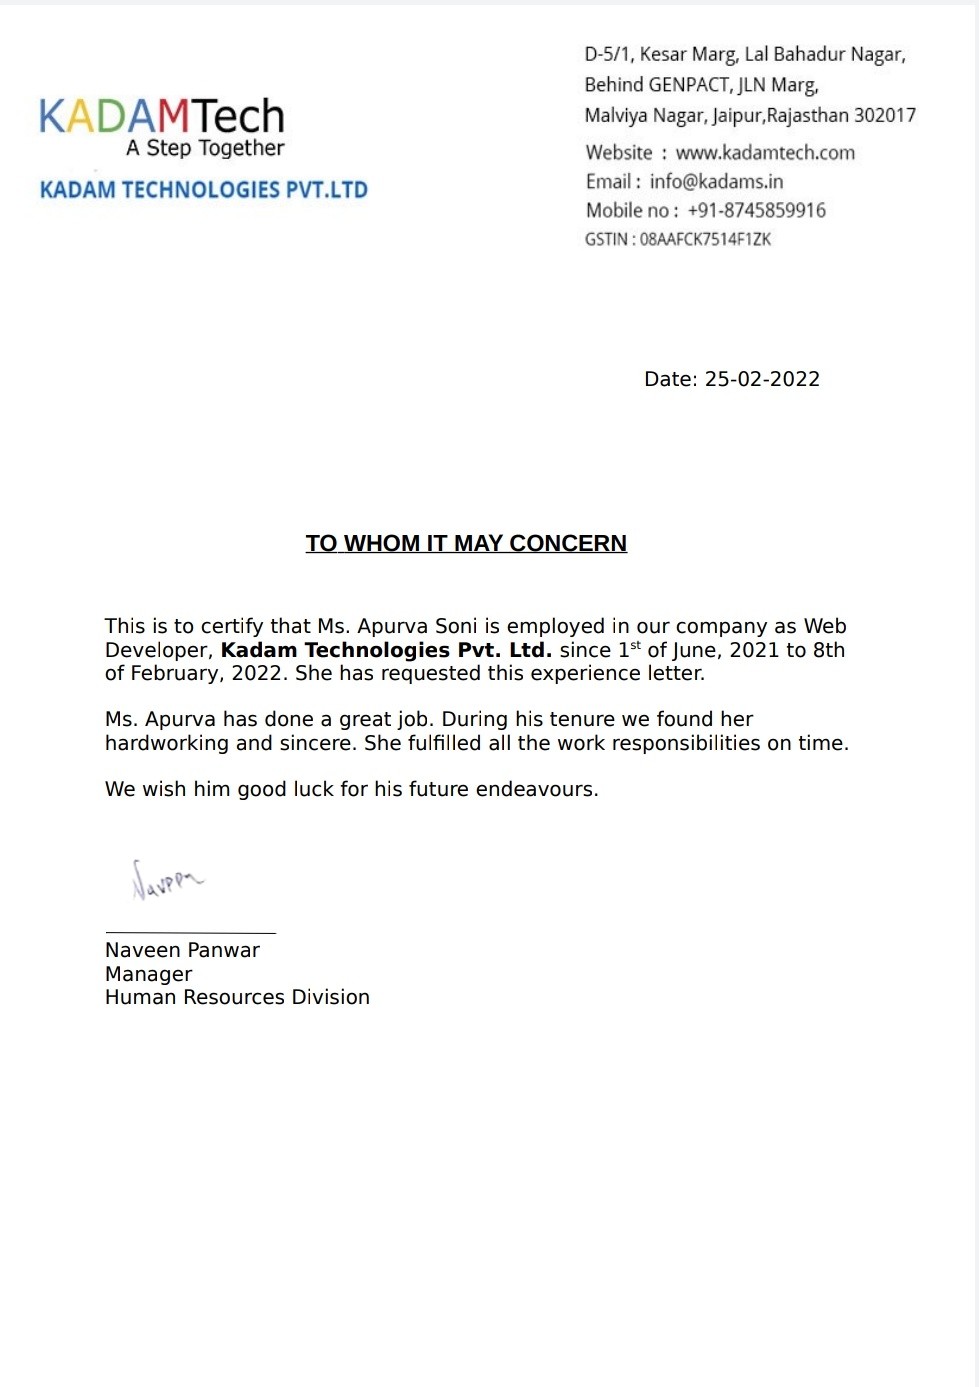 KADAMTech
A Step Together
KADAM TECHNOLOGIES PVT.LTD
D-5/1, Kesar Marg, Lal Bahadur Nagar,
Behind GENPACT, JLN Marg,
Malviya Nagar, Jaipur,Rajasthan 302017
Website : www.kadamtech.com
Email : info@kadams.in
Mobile no : +91-8745859916
GSTIN : 08AAFCK7514F1ZK
Date: 25-02-2022
TO WHOM IT MAY CONCERN
This is to certify that Ms. Apurva Soni is employed in our company as Web
Developer, Kadam Technologies Pvt. Ltd. since 1st of June, 2021 to 8th
of February, 2022. She has requested this experience letter.
Ms. Apurva has done a great job. During his tenure we found her
hardworking and sincere. She fulfilled all the work responsibilities on time.
We wish him good luck for his future endeavours.
Naveen Panwar
Manager
Human Resources Division